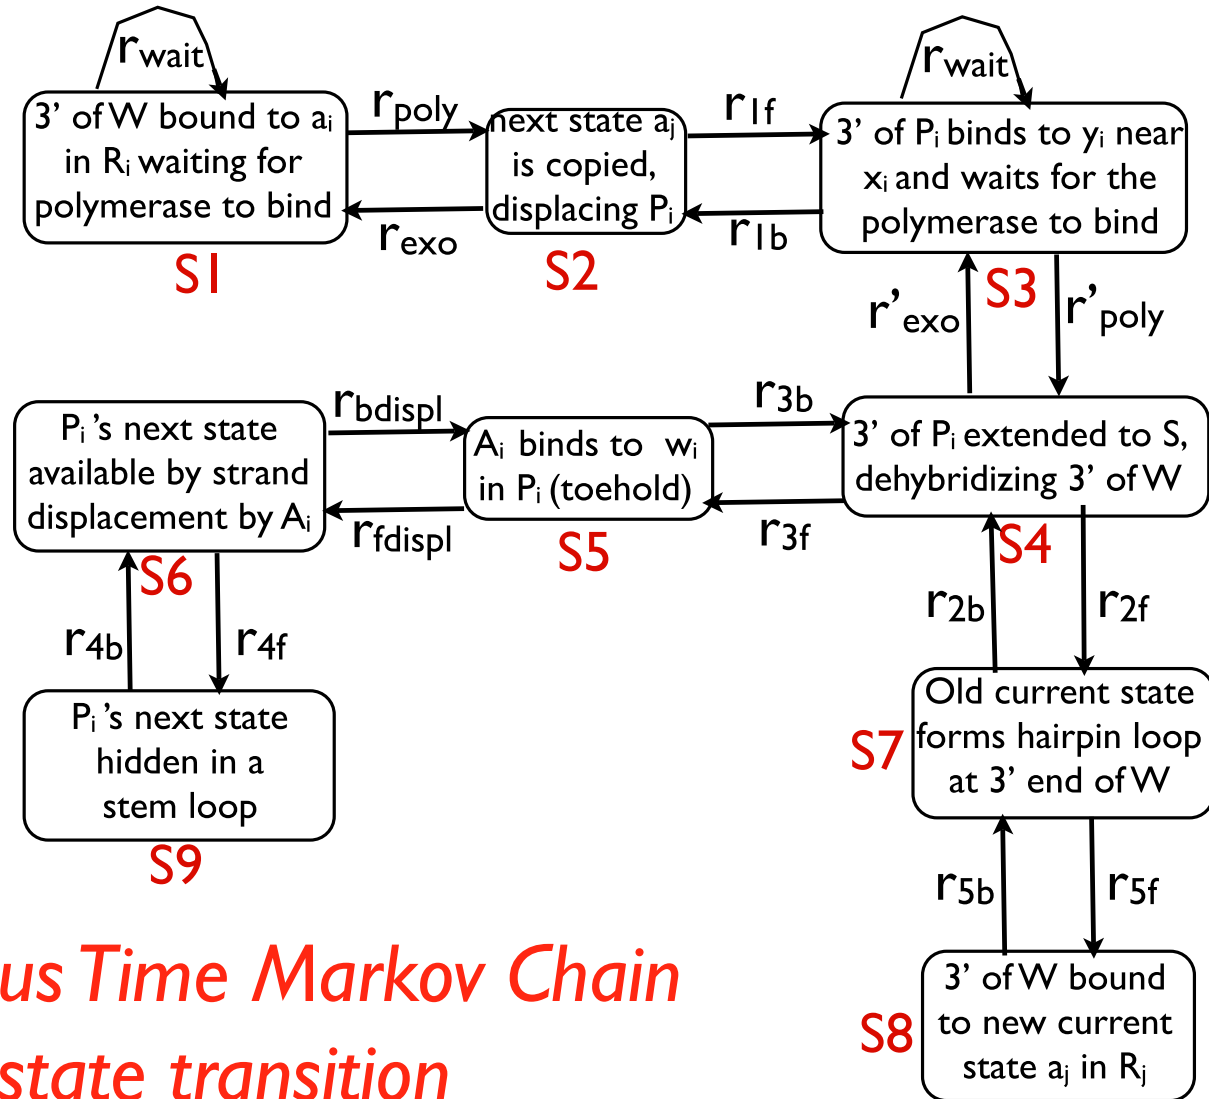 rwait
rwait
3’ of W bound to ai
in Ri waiting for
polymerase to bind
S1
rpoly
rexo
next state aj
is copied,
displacing Pi
S2
r1f
r1b
3’ of Pi binds to yi near
xi and waits for the
polymerase to bind
S3
r’exo
r’poly
Pi ’s next state
available by strand
displacement by Ai
S6
rbdispl
rfdispl
Ai binds to wi
in Pi (toehold)
S5
r3b
r3f
3’ of Pi extended to S,
dehybridizing 3’ of W
S4
r4b
r4f
r2b
r2f
Pi ’s next state
hidden in a
stem loop
S9
Old current state
forms hairpin loop
at 3’ end of W
S7
r5b
r5f
3’ of W bound
to new current
state aj in Rj
S8
us Time Markov Chain
state transition